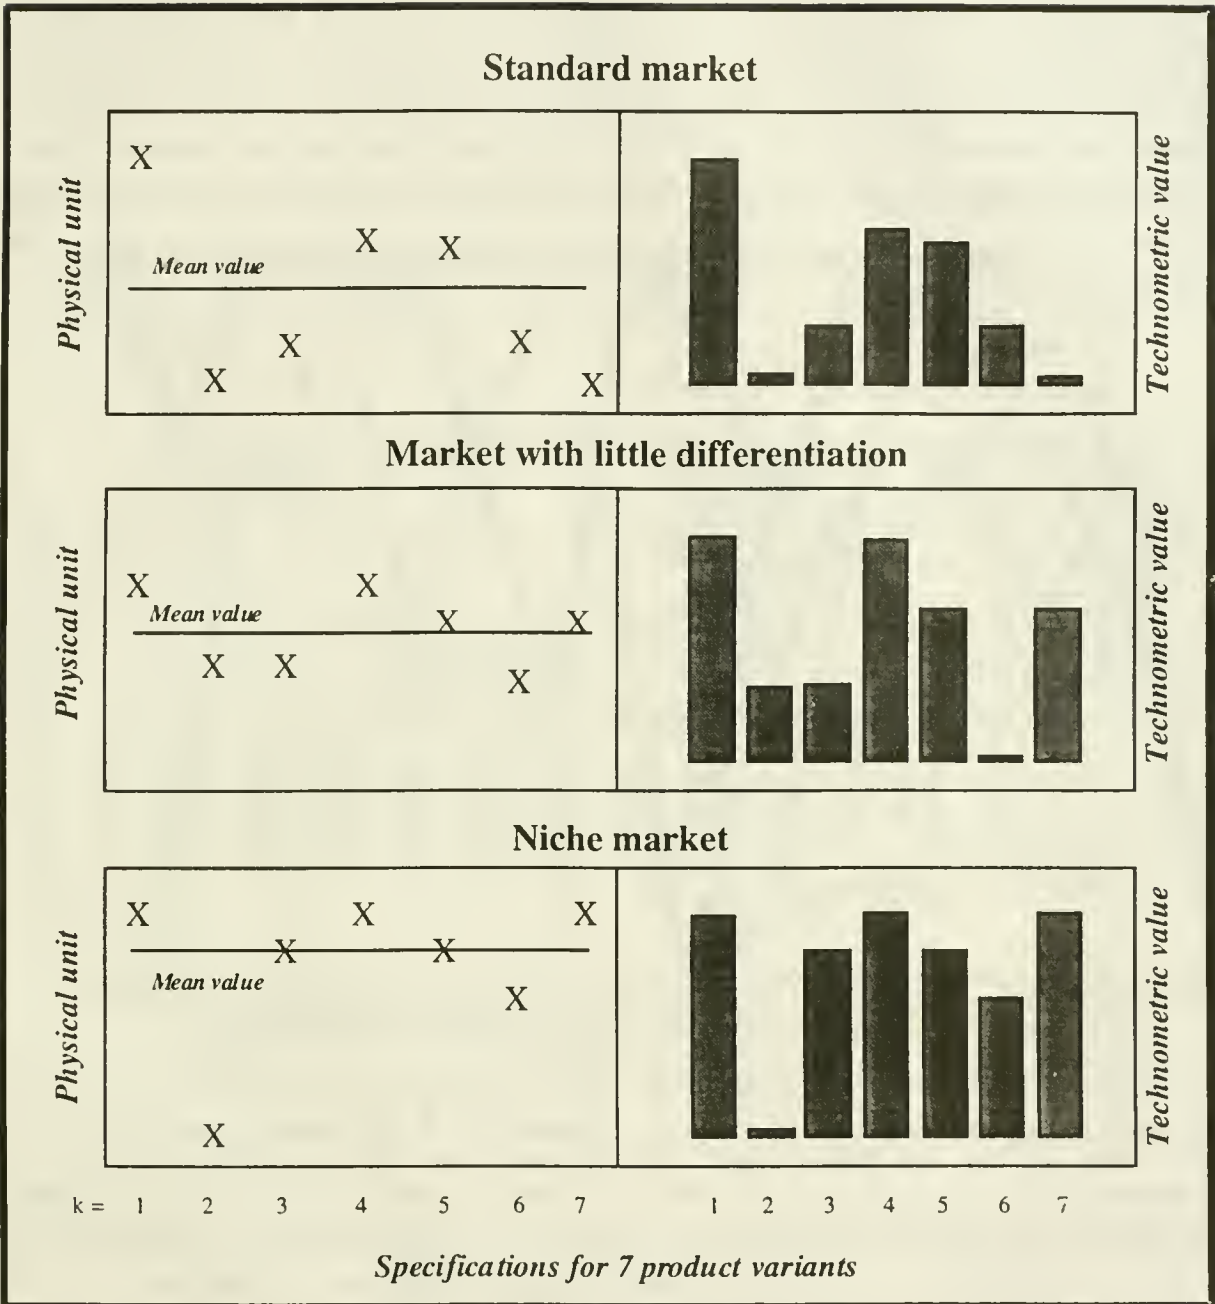 Standard market
Physical unit
X
X
X
Mean value
X
X
X
X
Technometric value
Market with little differentiation
Physical unit
X
X
Mean value
X
X
X
X
X
Technometric value
Niche market
Physical unit
X
X
X
X
X
Mean value
X
X
Technometric value
k = 1 2 3 4 5 6 7 1 2 3 4 5 6 7
Specifications for 7 product variants